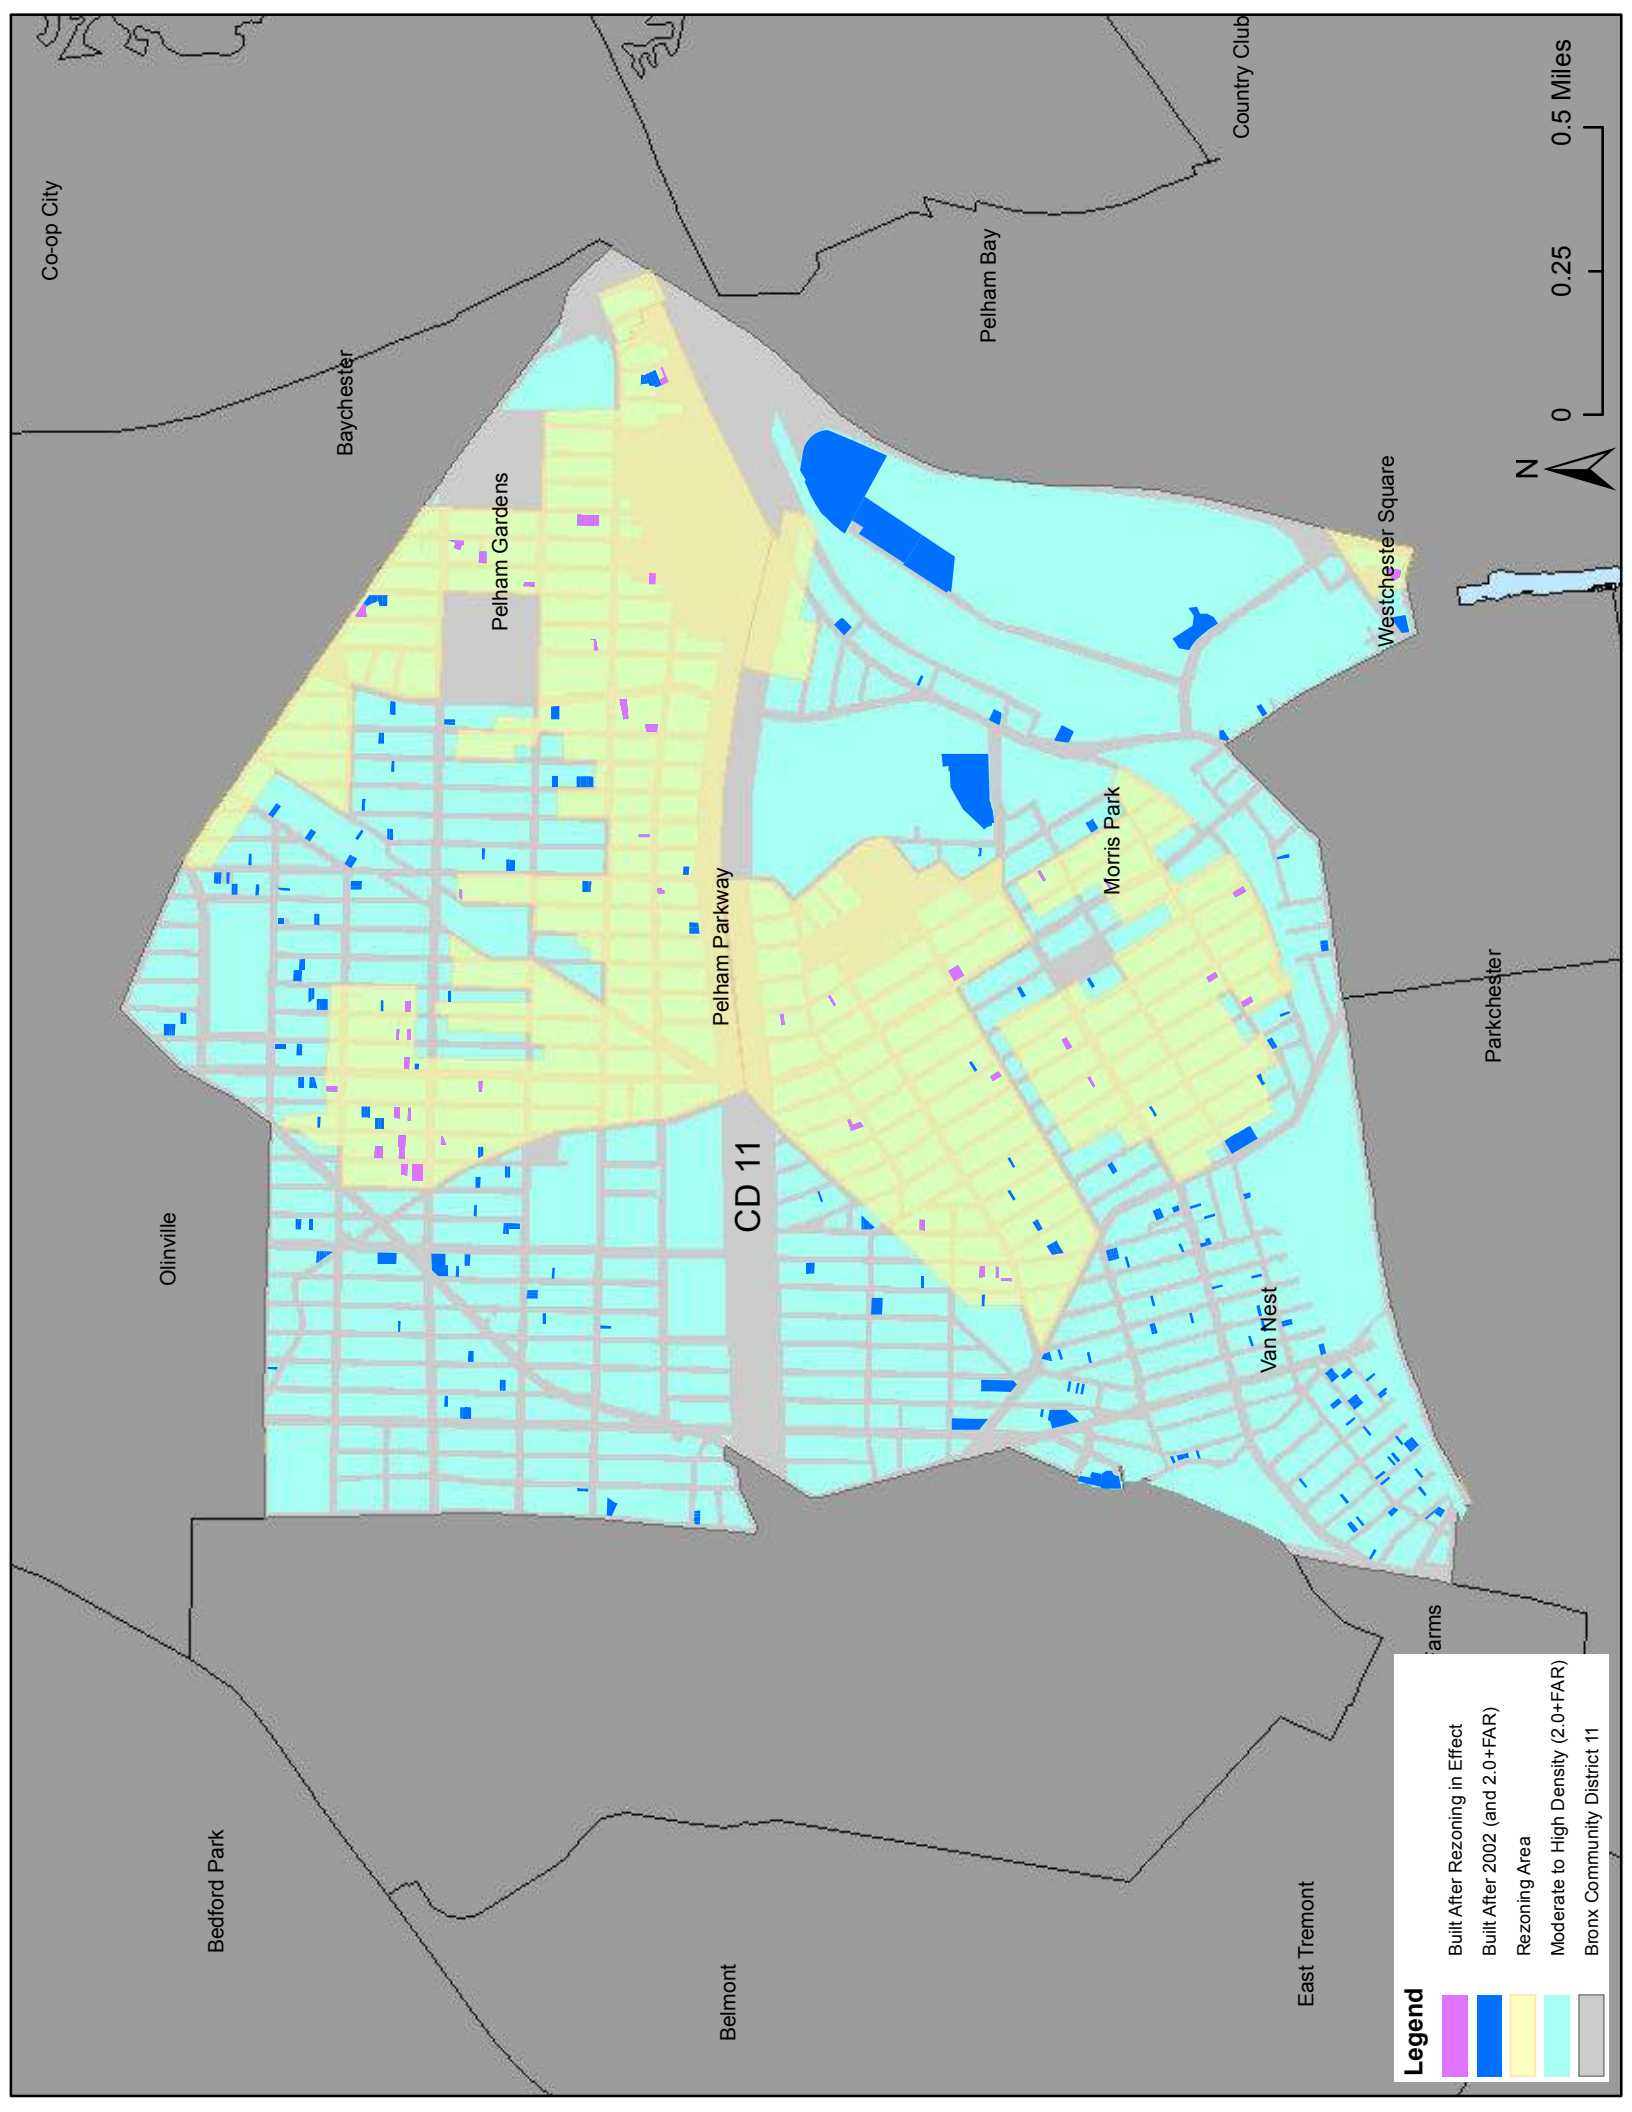 Co-op City
Baychester
Pelham Gardens
Country Club
Pelham Bay
Olinville
Pelham Parkway
CD 11
Morris Park
Westchester Square
Van Nest
Parkchester
Bedford Park
Belmont
East Tremont
arms
N
0 0.25 0.5 Miles
Legend
Built After Rezoning in Effect
Built After 2002 (and 2.0+FAR)
Rezoning Area
Moderate to High Density (2.0+FAR)
Bronx Community District 11